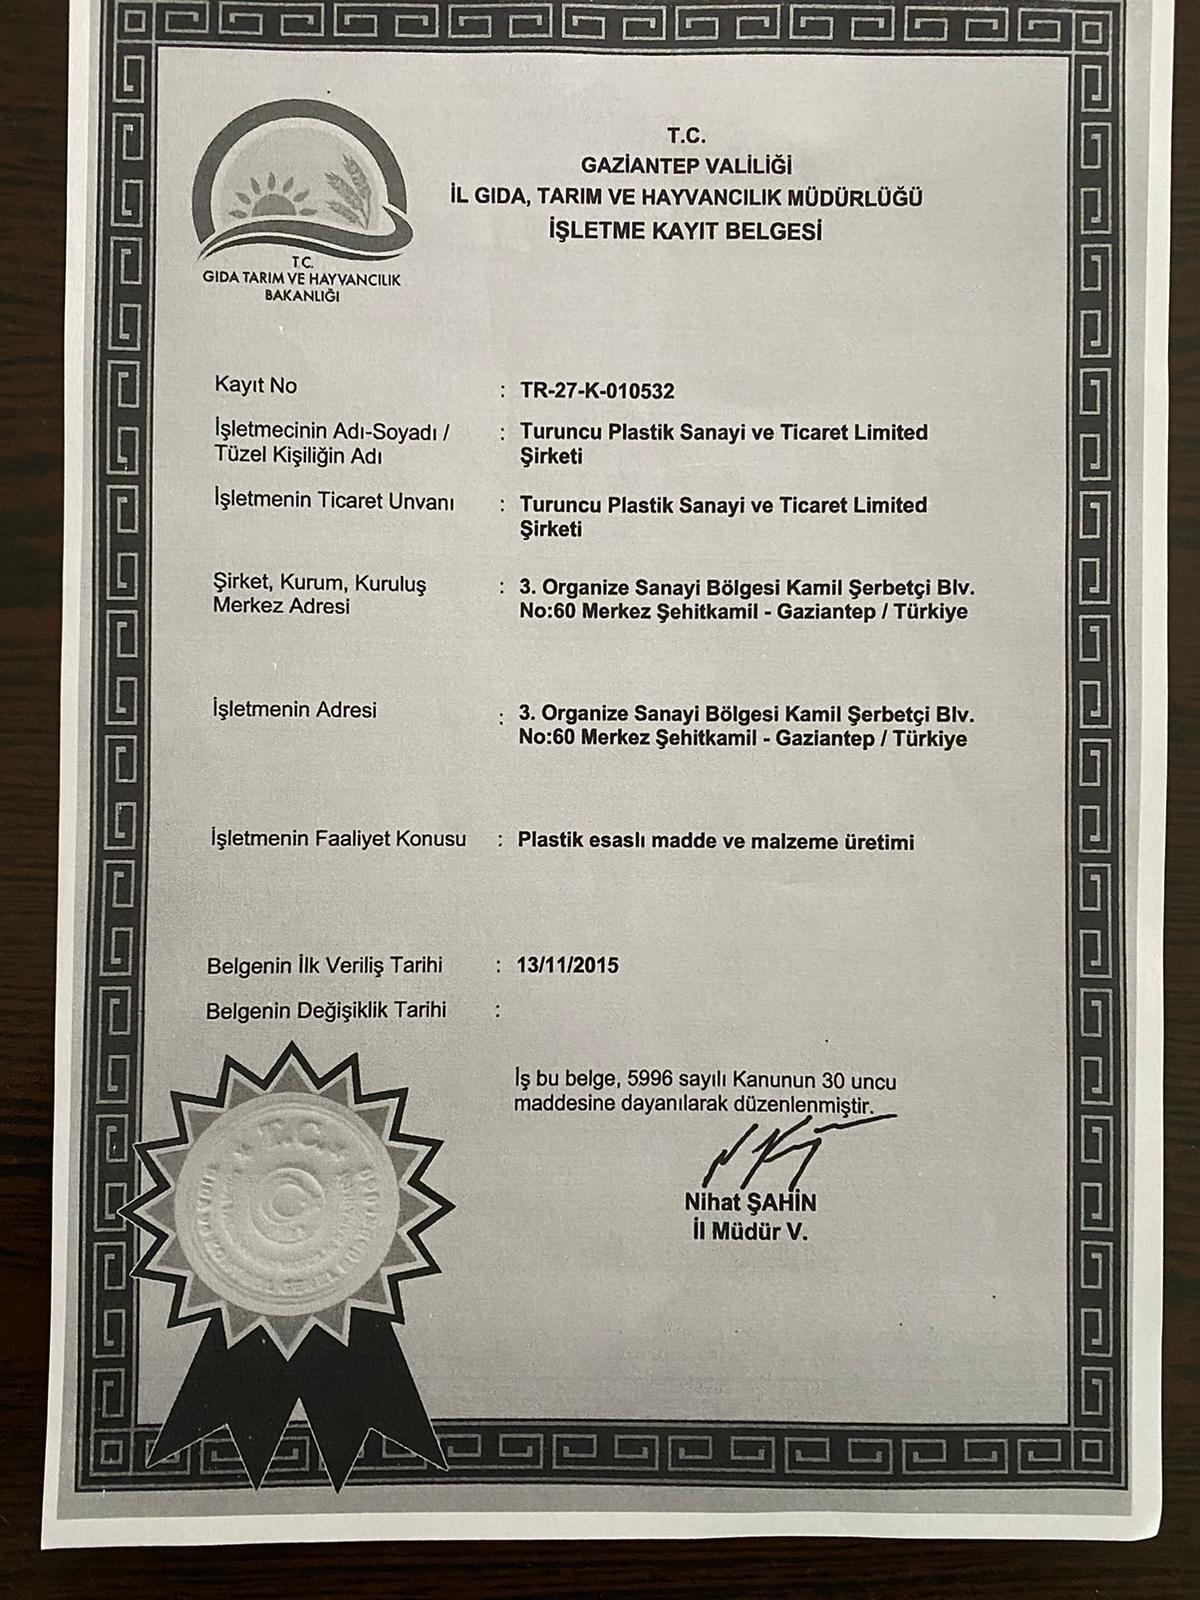 T.C.
GAZİANTEP VALİLİĞİ
İL GIDA, TARIM VE HAYVANCILIK MÜDÜRLÜĞÜ
İŞLETME KAYIT BELGESİ
T.C.
GIDA TARIM VE HAYVANCILIK
BAKANLIĞI
Kayıt No : TR-27-K-010532
İşletmecinin Adı-Soyadı / : Turuncu Plastik Sanayi ve Ticaret Limited
Tüzel Kişiliğin Adı Şirketi
İşletmenin Ticaret Unvanı : Turuncu Plastik Sanayi ve Ticaret Limited
Şirketi
Şirket, Kurum, Kuruluş : 3. Organize Sanayi Bölgesi Kamil Şerbetçi Blv.
Merkez Adresi No:60 Merkez Şehitkamil - Gaziantep / Türkiye
İşletmenin Adresi : 3. Organize Sanayi Bölgesi Kamil Şerbetçi Blv.
No:60 Merkez Şehitkamil - Gaziantep / Türkiye
İşletmenin Faaliyet Konusu : Plastik esaslı madde ve malzeme üretimi
Belgenin İlk Veriliş Tarihi : 13/11/2015
Belgenin Değişiklik Tarihi :
İş bu belge, 5996 sayılı Kanunun 30 uncu
maddesine dayanılarak düzenlenmiştir.
Nihat ŞAHİN
İl Müdür V.
T.C.